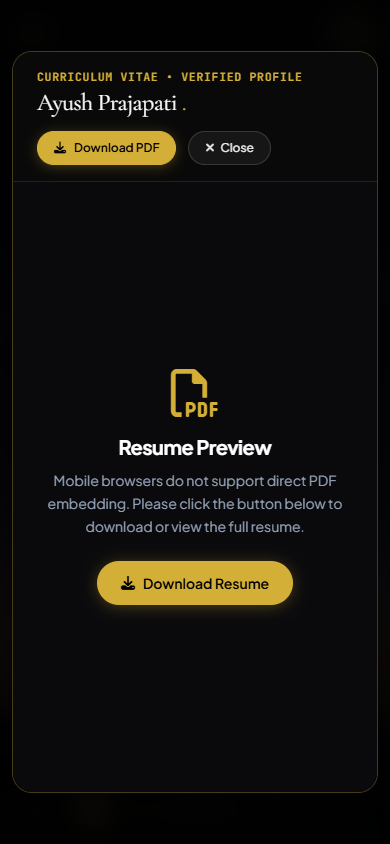 CURRICULUM VITAE • VERIFIED PROFILE
Ayush Prajapati .
Download PDF
× Close
PDF
Resume Preview
Mobile browsers do not support direct PDF
embedding. Please click the button below to
download or view the full resume.
Download Resume